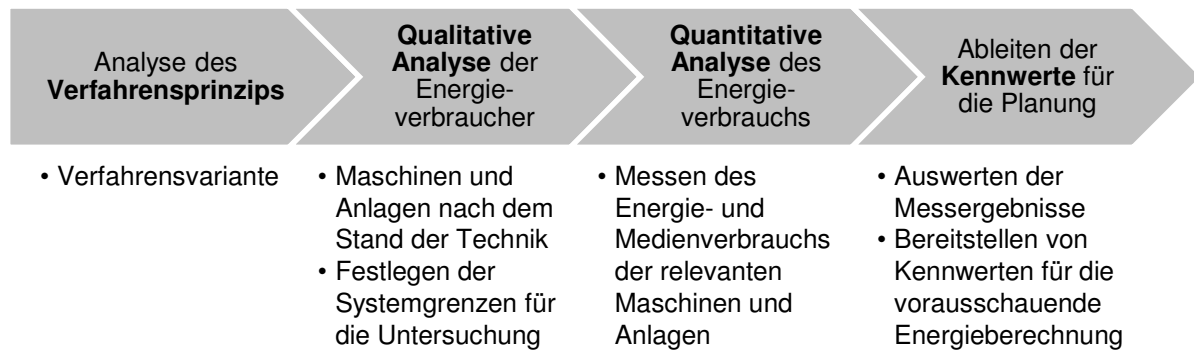 Analyse des
Verfahrensprinzips
Qualitative
Analyse der
Energie-
verbraucher
Quantitative
Analyse des
Energie-
verbrauchs
Ableiten der
Kennwerte für
die Planung
• Verfahrensvariante
• Maschinen und
Anlagen nach dem
Stand der Technik
• Festlegen der
Systemgrenzen für
die Untersuchung
• Messen des
Energie- und
Medienverbrauchs
der relevanten
Maschinen und
Anlagen
• Auswerten der
Messergebnisse
• Bereitstellen von
Kennwerten für die
vorausschauende
Energieberechnung